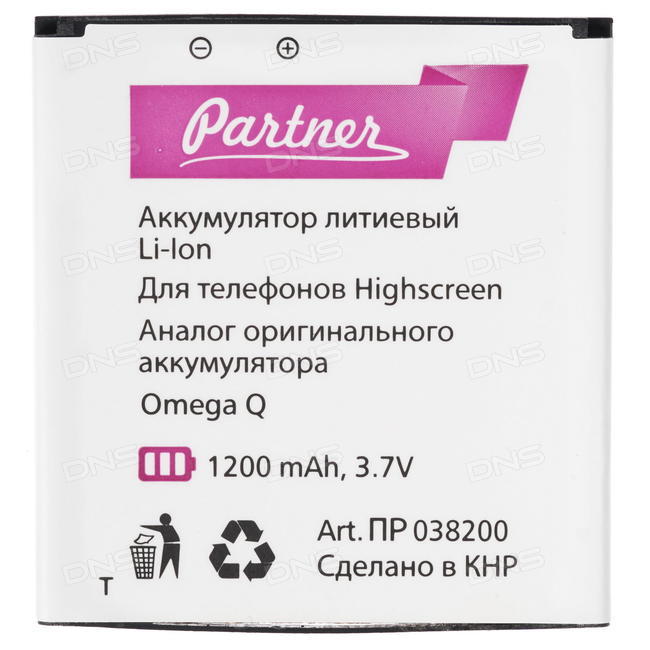 Partner
Аккумулятор литиевый
Li-Ion
Для телефонов Highscreen
Аналог оригинального
аккумулятора
Omega Q
1200 mAh, 3.7V
Art. ПР 038200
Сделано в КНР
T
DNS